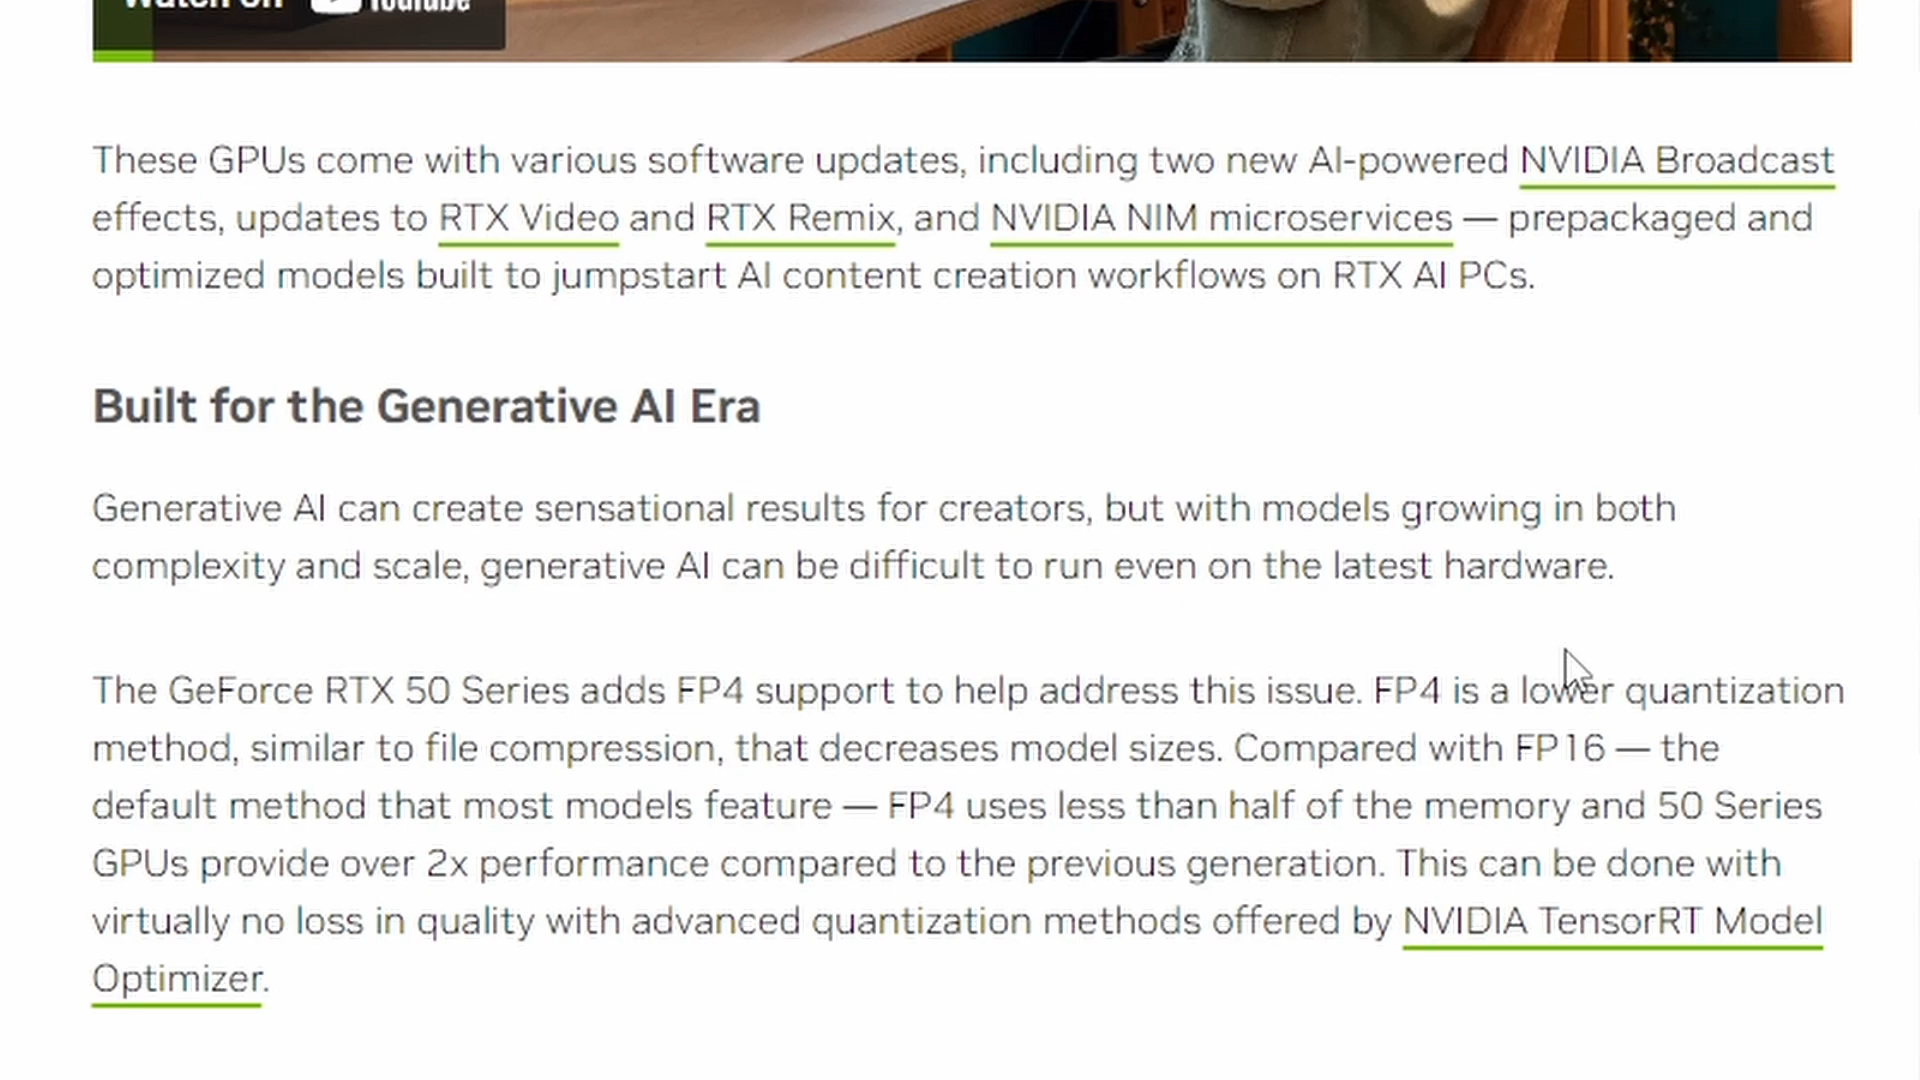 Watch on YouTube
These GPUs come with various software updates, including two new AI-powered NVIDIA Broadcast
effects, updates to RTX Video and RTX Remix, and NVIDIA NIM microservices — prepackaged and
optimized models built to jumpstart AI content creation workflows on RTX AI PCs.
Built for the Generative AI Era
Generative AI can create sensational results for creators, but with models growing in both
complexity and scale, generative AI can be difficult to run even on the latest hardware.
The GeForce RTX 50 Series adds FP4 support to help address this issue. FP4 is a lower quantization
method, similar to file compression, that decreases model sizes. Compared with FP16 — the
default method that most models feature — FP4 uses less than half of the memory and 50 Series
GPUs provide over 2x performance compared to the previous generation. This can be done with
virtually no loss in quality with advanced quantization methods offered by NVIDIA TensorRT Model
Optimizer.